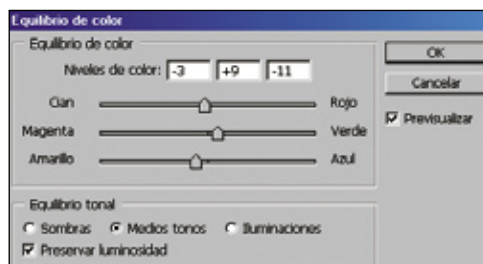 Equilibrio de color
Equilibrio de color
Niveles de color: -3 +9 -11
Cian Rojo
Magenta Verde
Amarillo Azul
OK
Cancelar
Previsualizar
Equilibrio tonal
Sombras Medios tonos Iluminaciones
Preservar luminosidad